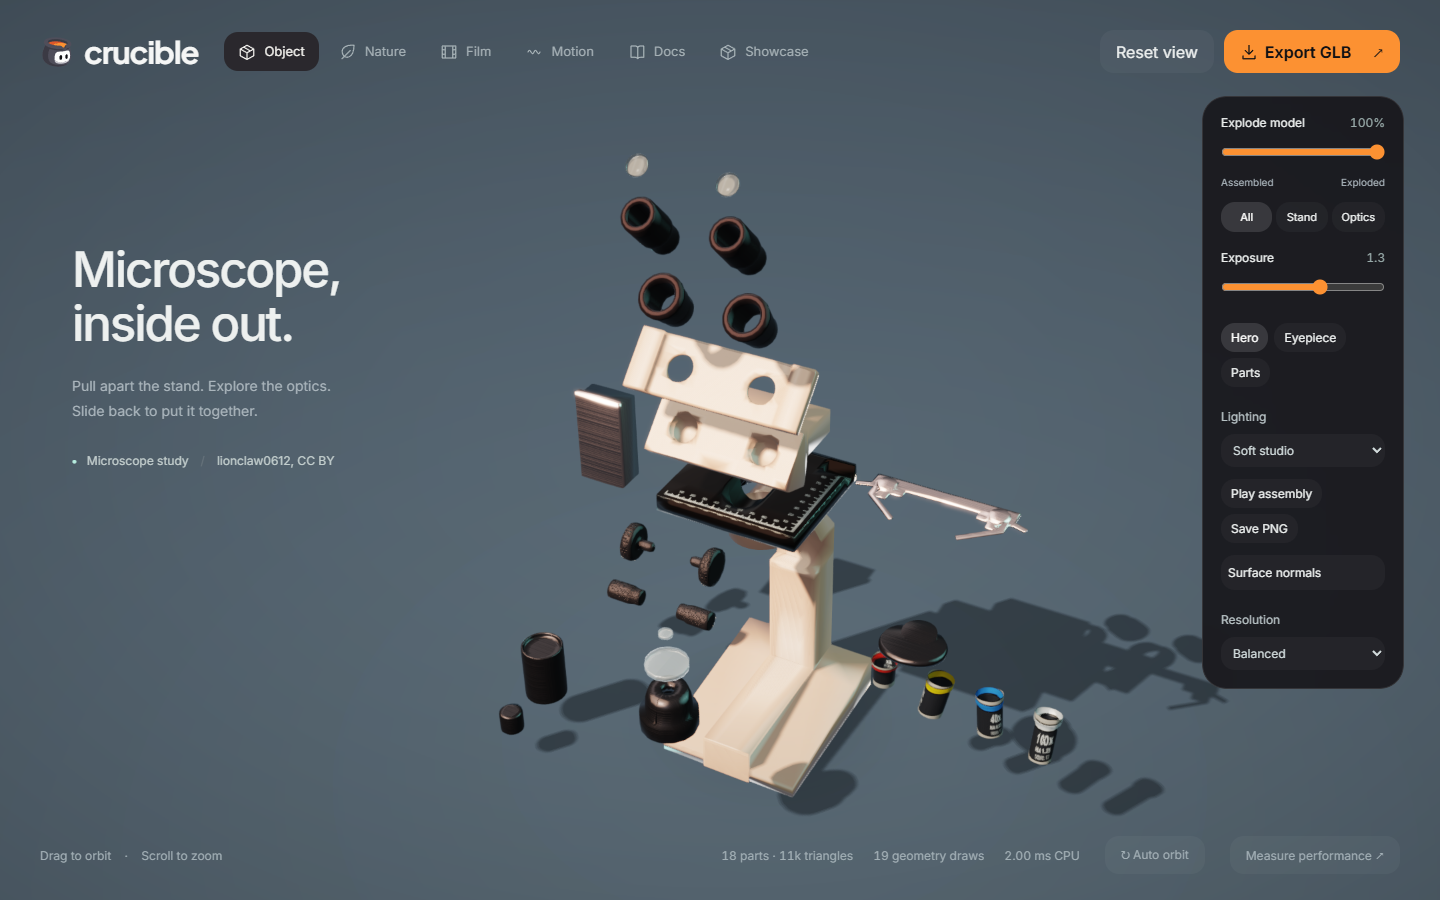 crucible
Object
Nature
Film
Motion
Docs
Showcase
Reset view
Export GLB ↗
Microscope,
inside out.
Pull apart the stand. Explore the optics.
Slide back to put it together.
• Microscope study / lionclaw0612, CC BY
Explode model 100%
Assembled Exploded
All Stand Optics
Exposure 1.3
Hero Eyepiece
Parts
Lighting
Soft studio
Play assembly
Save PNG
Surface normals
Resolution
Balanced
40x
100x
Drag to orbit · Scroll to zoom
18 parts · 11k triangles
19 geometry draws
2.00 ms CPU
↻ Auto orbit
Measure performance ↗